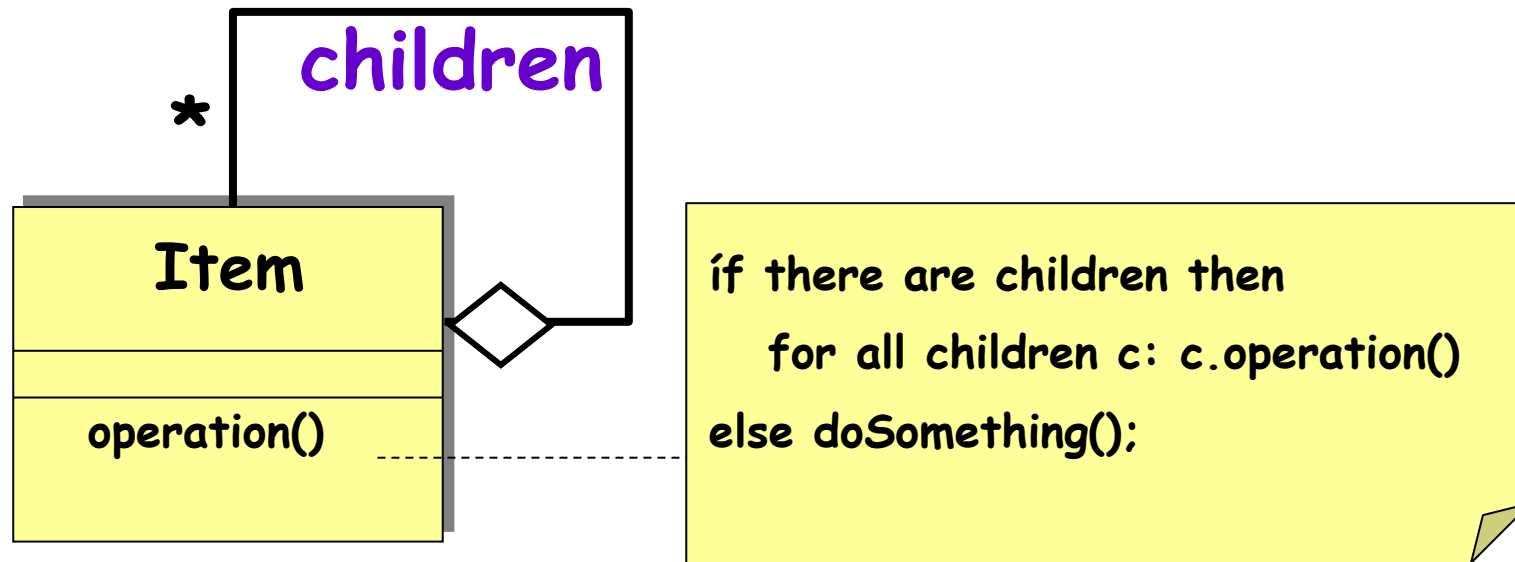 children
*
Item
operation()
íf there are children then
for all children c: c.operation()
else doSomething();